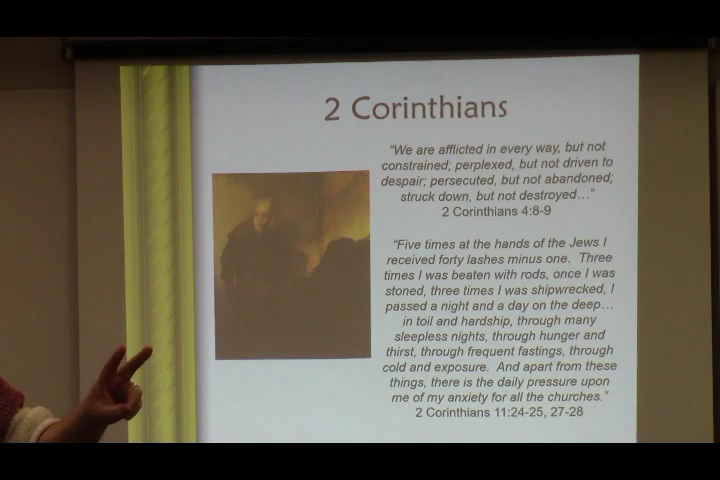 2 Corinthians
"We are afflicted in every way, but not
constrained; perplexed, but not driven to
despair; persecuted, but not abandoned;
struck down, but not destroyed…"
2 Corinthians 4:8-9
"Five times at the hands of the Jews I
received forty lashes minus one. Three
times I was beaten with rods, once I was
stoned, three times I was shipwrecked, I
passed a night and a day on the deep…
in toil and hardship, through many
sleepless nights, through hunger and
thirst, through frequent fastings, through
cold and exposure. And apart from these
things, there is the daily pressure upon
me of my anxiety for all the churches."
2 Corinthians 11:24-25, 27-28